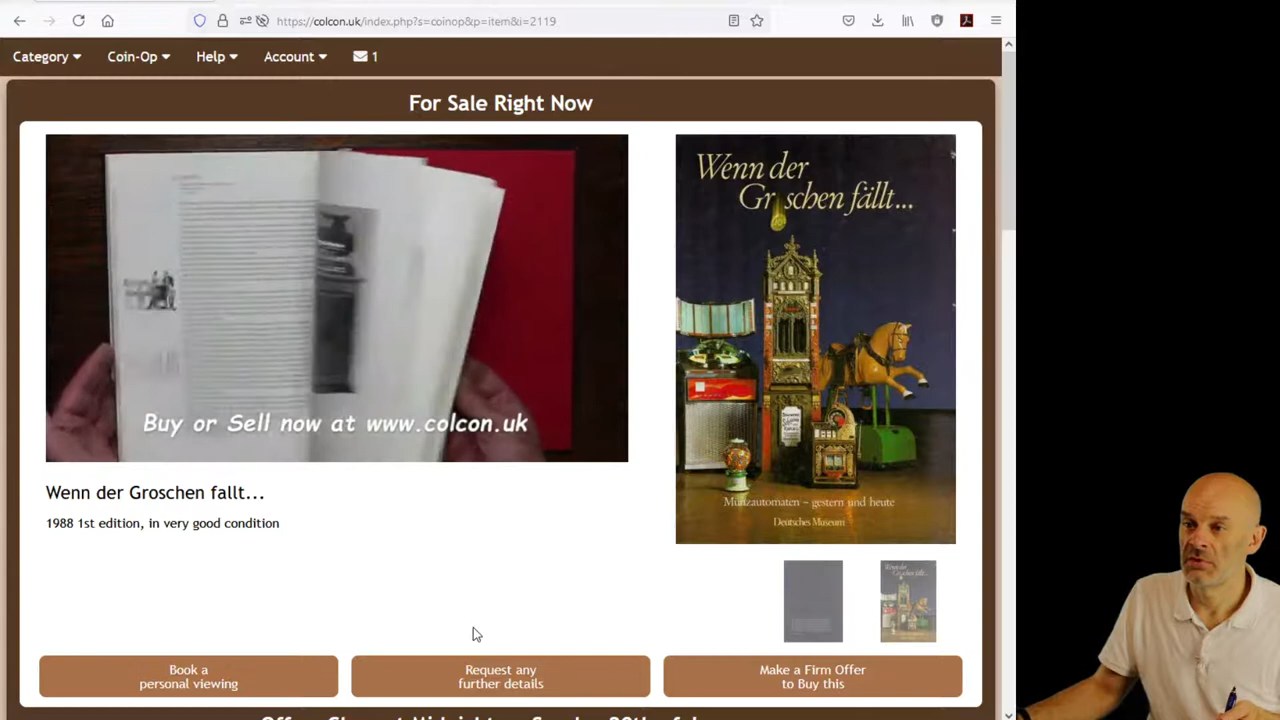 https://colcon.uk/index.php?s=coinop&p=item&i=2119
Category Coin-Op Help Account 1
For Sale Right Now
Buy or Sell now at www.colcon.uk
Wenn der
Gr schen fällt...
Münzautomaten – gestern und heute
Deutsches Museum
Wenn der Groschen fallt...
1988 1st edition, in very good condition
Book a
personal viewing
Request any
further details
Make a Firm Offer
to Buy this